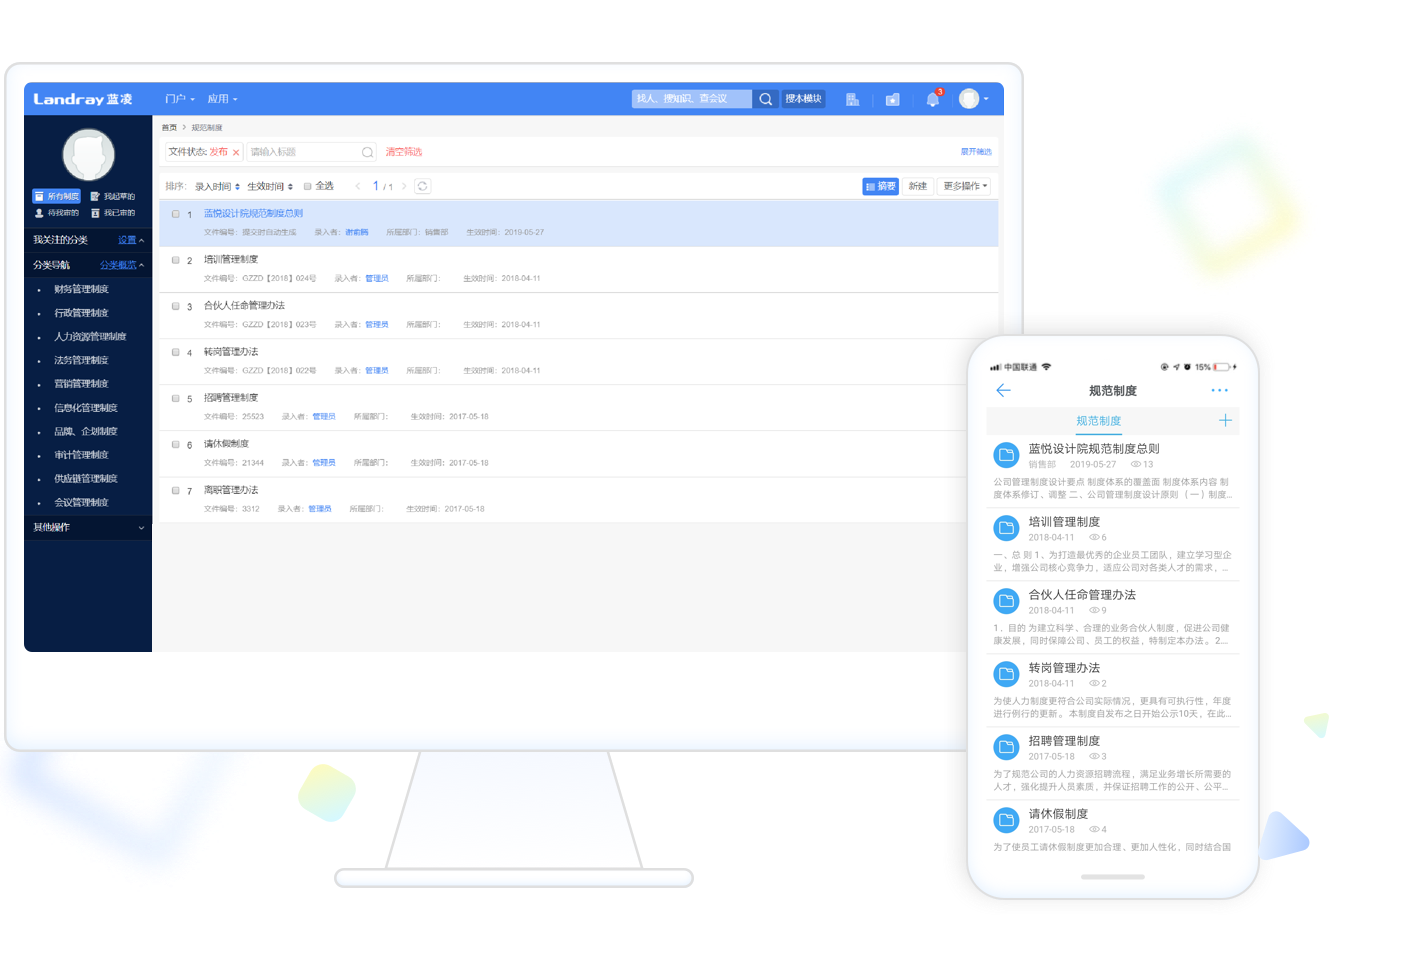 Landray 蓝凌 门户 应用 找人、搜知识、查会议 搜本模块 3
首页 > 规范制度
文件状态: 发布 × 请输入标题 清空筛选 展开筛选
排序: 录入时间 生效时间 全选 1 / 1 摘要 新建 更多操作
所有制度 我起草的
待我审的 我已审的
我关注的分类 设置
分类导航 分类概览
财务管理制度
行政管理制度
人力资源管理制度
法务管理制度
营销管理制度
信息化管理制度
品牌、企划制度
审计管理制度
供应链管理制度
会议管理制度
其他操作
1 蓝悦设计院规范制度总则
文件编号: 提交时自动生成 录入者: 谢俞腾 所属部门: 销售部 生效时间: 2019-05-27
2 培训管理制度
文件编号: GZZD【2018】024号 录入者: 管理员 所属部门: 生效时间: 2018-04-11
3 合伙人任命管理办法
文件编号: GZZD【2018】023号 录入者: 管理员 所属部门: 生效时间: 2018-04-11
4 转岗管理办法
文件编号: GZZD【2018】022号 录入者: 管理员 所属部门: 生效时间: 2018-04-11
5 招聘管理制度
文件编号: 25523 录入者: 管理员 所属部门: 生效时间: 2017-05-18
6 请休假制度
文件编号: 21344 录入者: 管理员 所属部门: 生效时间: 2017-05-18
7 离职管理办法
文件编号: 3312 录入者: 管理员 所属部门: 生效时间: 2017-05-18
中国联通 15%
规范制度
规范制度
蓝悦设计院规范制度总则
销售部 2019-05-27 13
公司管理制度设计要点 制度体系的覆盖面 制度体系内容 制
度体系修订、调整 二、公司管理制度设计原则 （一）制度...
培训管理制度
2018-04-11 6
一、总 则 1、为打造最优秀的企业员工团队，建立学习型企
业，增强公司核心竞争力，适应公司对各类人才的需求，...
合伙人任命管理办法
2018-04-11 9
1．目的 为建立科学、合理的业务合伙人制度，促进公司健
康发展，同时保障公司、员工的权益，特制定本办法。 2...
转岗管理办法
2018-04-11 2
为使人力制度更符合公司实际情况，更具有可执行性，年度
进行例行的更新。 本制度自发布之日开始公示10天，在此...
招聘管理制度
2017-05-18 3
为了规范公司的人力资源招聘流程，满足业务增长所需要的
人才，强化提升人员素质，并保证招聘工作的公开、公平...
请休假制度
2017-05-18 4
为了使员工请休假制度更加合理、更加人性化，同时结合国